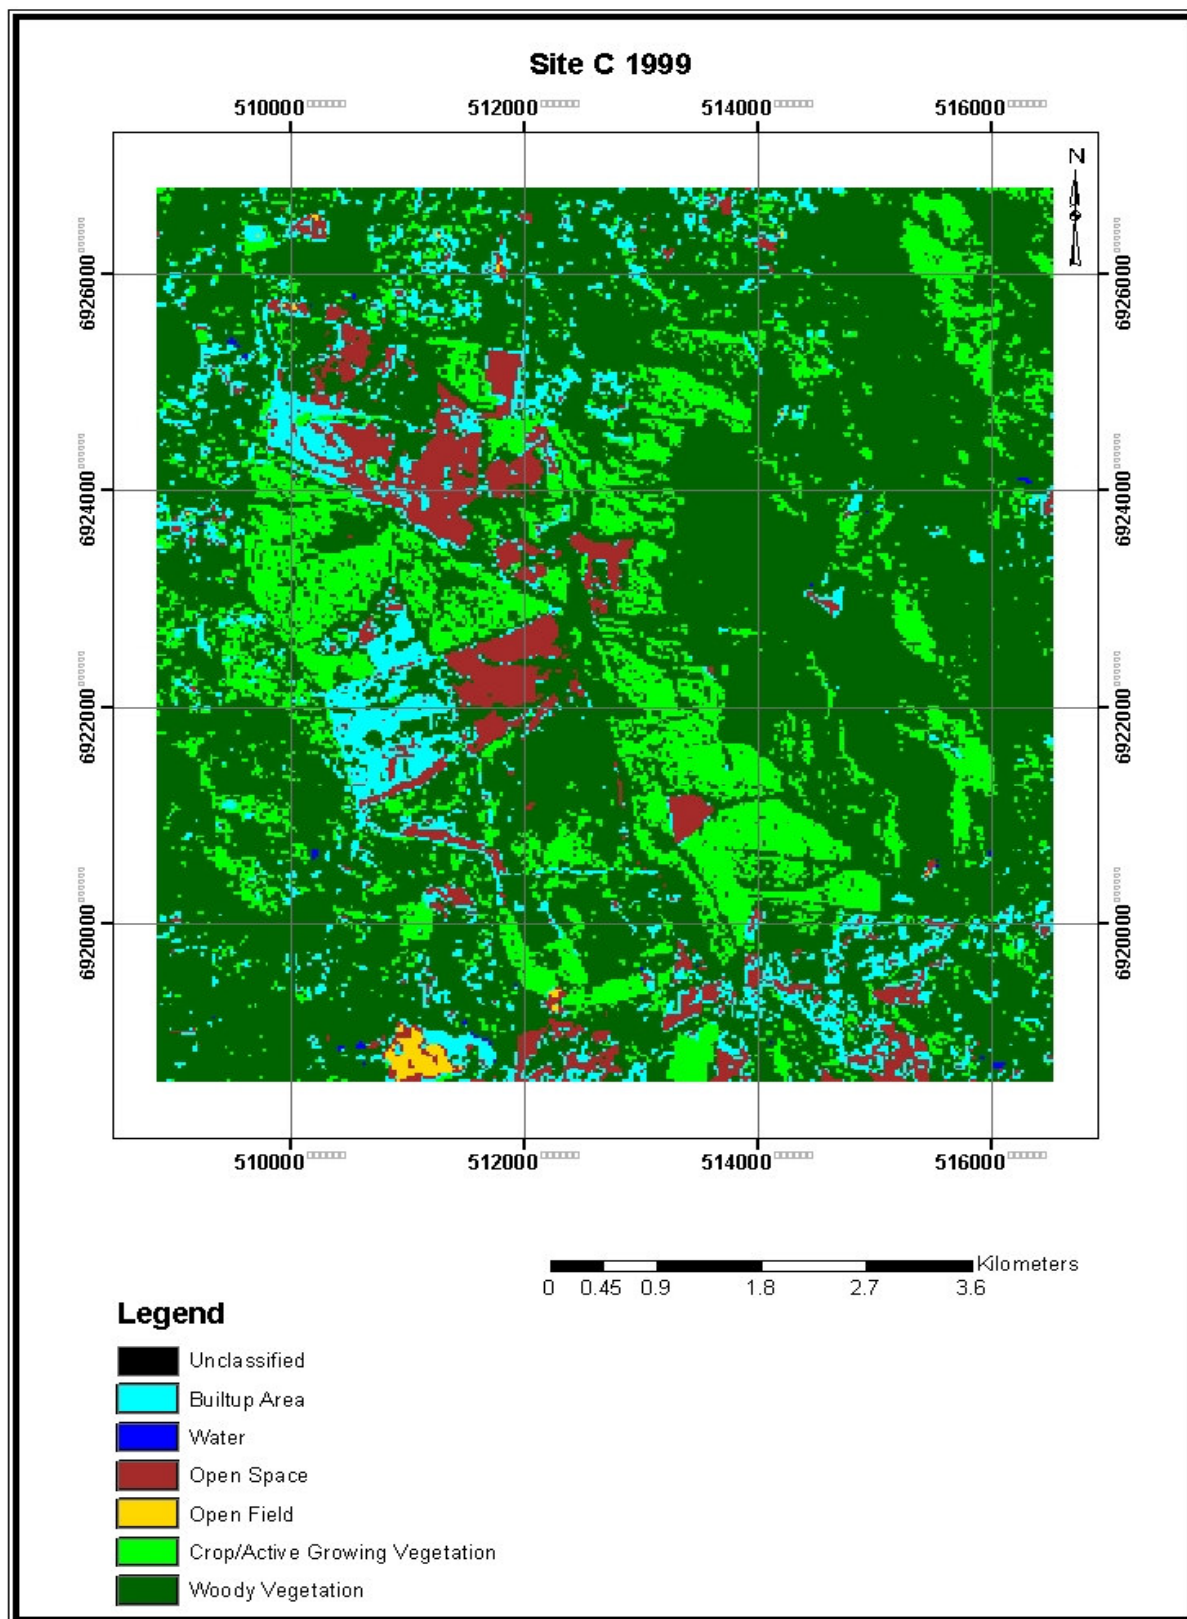 Site C 1999
510000 512000 514000 516000
N
6926000 6926000
6924000 6924000
6922000 6922000
6920000 6920000
510000 512000 514000 516000
Kilometers
0 0.45 0.9 1.8 2.7 3.6
Legend
Unclassified
Builtup Area
Water
Open Space
Open Field
Crop/Active Growing Vegetation
Woody Vegetation